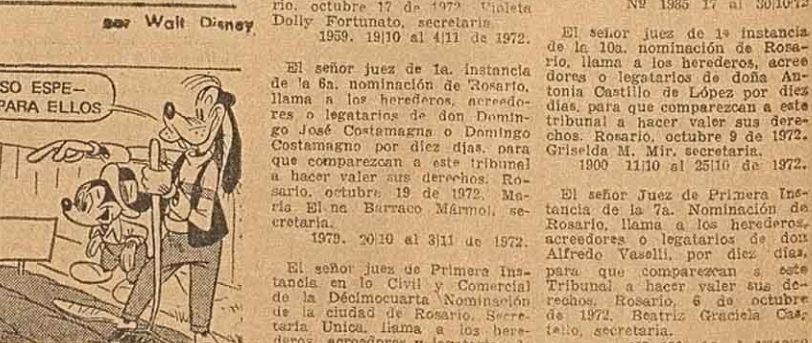 por Walt Disney
SO ESPE-
PARA ELLOS
rio, octubre 17 de 1972. Violeta
Dolly Fortunato, secretaria.
1959. 19|10 al 4|11 de 1972.
El señor juez de 1a. instancia
de la 6a. nominación de Rosario,
llama a los herederos, acreedo-
res o legatarios de don Domin-
go José Costamagna o Domingo
Costamagno por diez días, para
que comparezcan a este tribunal
a hacer valer sus derechos. Ro-
sario, octubre 19 de 1972. Ma-
ría El na Barraco Mármol, se-
cretaria.
1979. 20|10 al 3|11 de 1972.
El señor juez de Primera Ins-
tancia en lo Civil y Comercial
de la Décimocuarta Nominación
de la ciudad de Rosario, Secre-
taría Unica, llama a los here-
deros, acreedores y
Nº 1935 17 al 30|10|72
El señor juez de 1ª instancia
de la 10a. nominación de Rosa-
rio, llama a los herederos, acree
dores o legatarios de doña An-
tonia Castillo de López por diez
días, para que comparezcan a este
tribunal a hacer valer sus dere-
chos. Rosario, octubre 9 de 1972.
Griselda M. Mir, secretaria.
1900 11|10 al 25|10 de 1972.
El señor Juez de Primera Ins-
tancia de la 7a. Nominación de
Rosario, llama a los herederos,
acreedores o legatarios de don
Alfredo Vaselli, por diez días,
para que comparezcan a este
Tribunal a hacer valer sus de-
rechos. Rosario, 6 de octubre
de 1972. Beatriz Graciela Cas-
tello, secretaria.